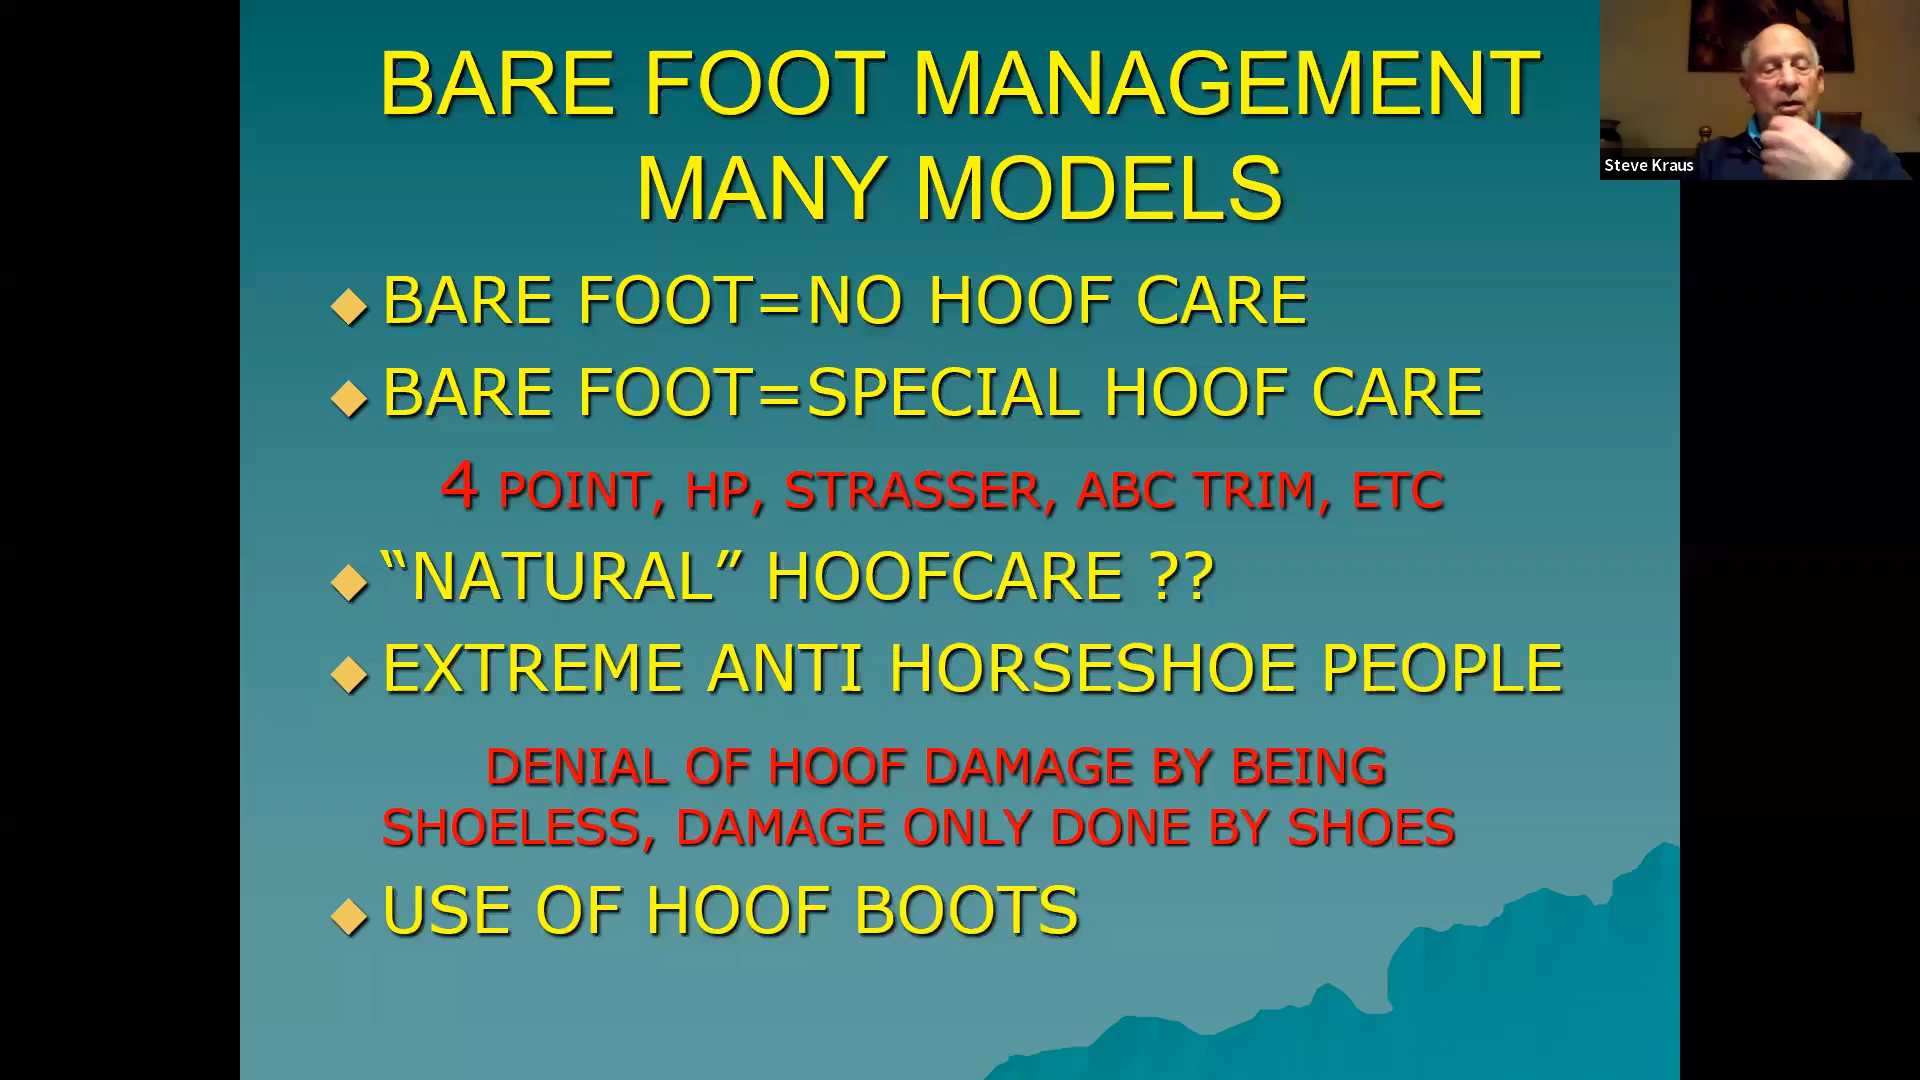 BARE FOOT MANAGEMENT
MANY MODELS
BARE FOOT=NO HOOF CARE
BARE FOOT=SPECIAL HOOF CARE
4 POINT, HP, STRASSER, ABC TRIM, ETC
“NATURAL” HOOFCARE ??
EXTREME ANTI HORSESHOE PEOPLE
DENIAL OF HOOF DAMAGE BY BEING
SHOELESS, DAMAGE ONLY DONE BY SHOES
USE OF HOOF BOOTS
Steve Kraus